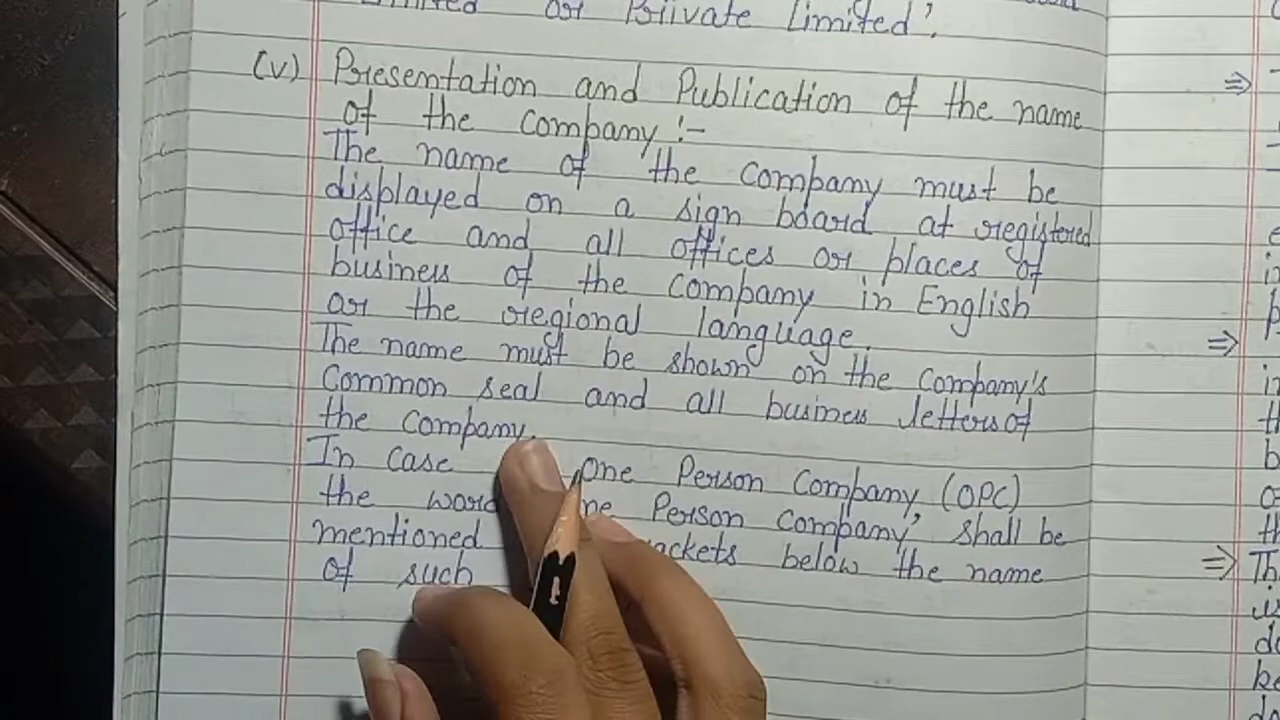 or Private Limited'.
(v) Presentation and Publication of the name
of the company :-
The name of the company must be
displayed on a sign board at registered
office and all offices or places of
business of the company in English
or the regional language.
The name must be shown on the company's
common seal and all business letters of
the company.
In case One Person Company (OPC)
the Person Company', shall be
mentioned below the name
of such